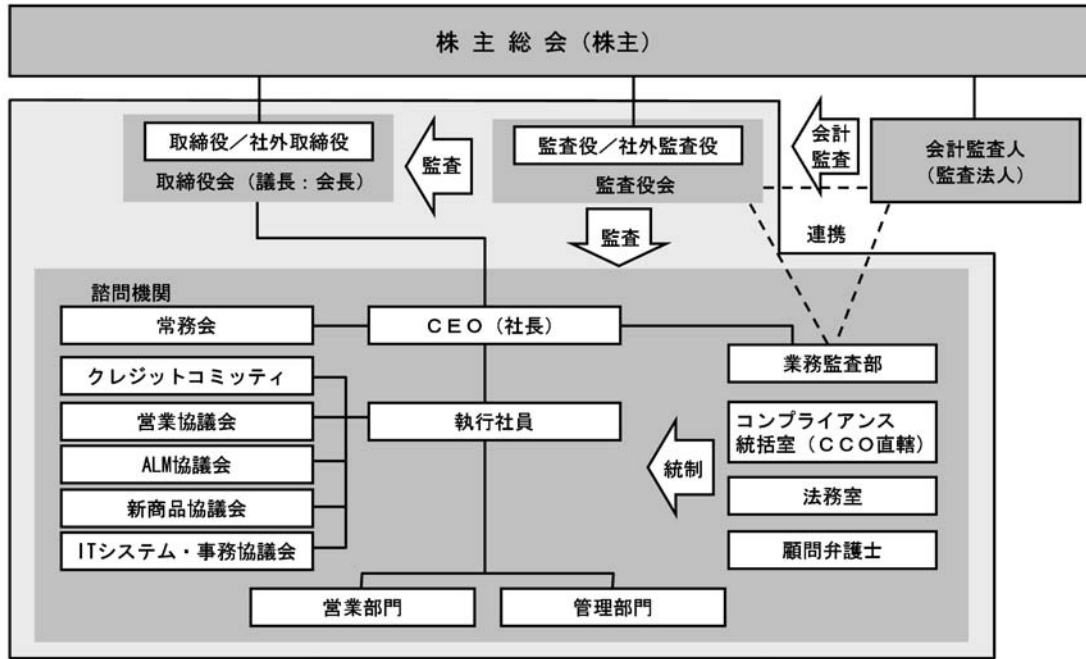 株 主 総 会（株主）
取締役／社外取締役
取締役会（議長：会長）
監査
監査役／社外監査役
監査役会
会計
監査
会計監査人
（監査法人）
監査
連携
諮問機関
常務会
ＣＥＯ（社長）
業務監査部
クレジットコミッティ
営業協議会
執行社員
コンプライアンス
統括室（ＣＣＯ直轄）
ALM協議会
統制
新商品協議会
法務室
ITシステム・事務協議会
顧問弁護士
営業部門
管理部門